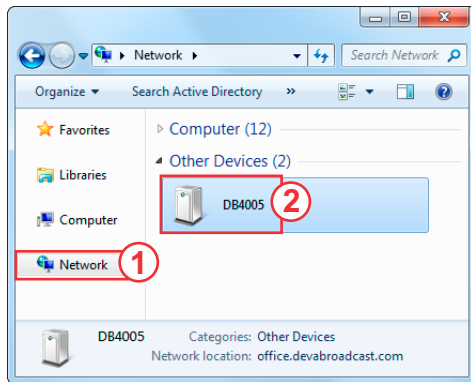 Network
Search Network
Organize
Search Active Directory
»
Favorites
Libraries
Computer
Network
1
Computer (12)
Other Devices (2)
DB4005
2
DB4005
Categories: Other Devices
Network location: office.devabroadcast.com